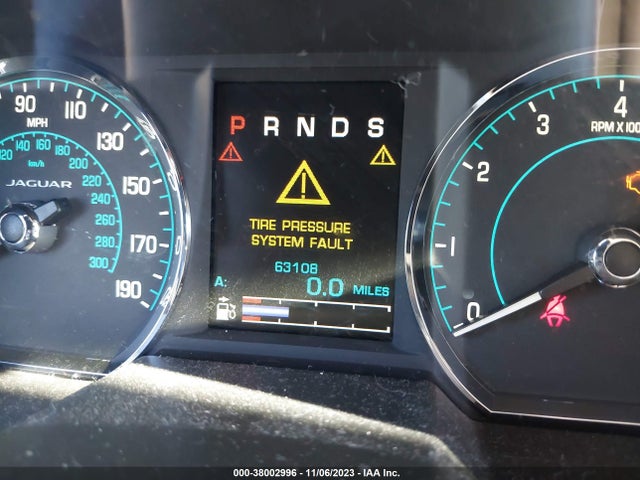 90 110 130 150 170 190
MPH
120 140 160 180 200 220 240 260 280 300
km/h
JAGUAR
P R N D S
TIRE PRESSURE
SYSTEM FAULT
63108
A: 0.0 MILES
0 1 2 3 4
RPM X 100
000-38002996 - 11/06/2023 - IAA Inc.